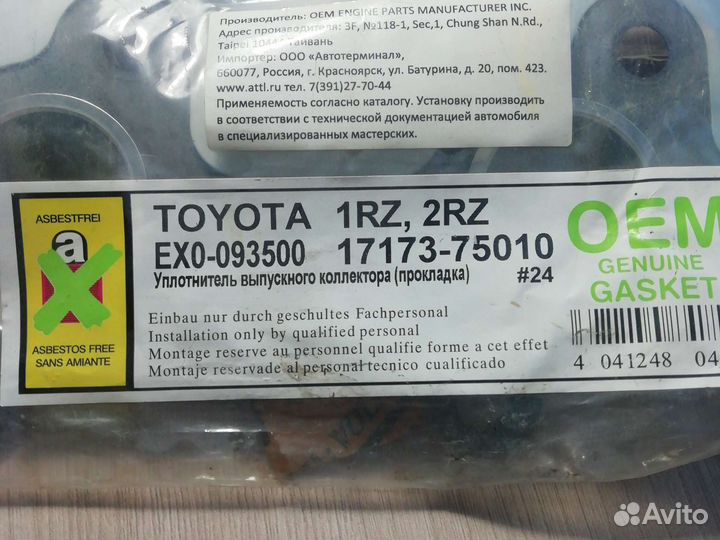 Производитель: OEM ENGINE PARTS MANUFACTURER INC.
Адрес производителя: 3F, №118-1, Sec,1, Chung Shan N.Rd.,
Taipei 1044 Тайвань
Импортер: ООО «Автотерминал»,
660077, Россия, г. Красноярск, ул. Батурина, д. 20, пом. 423.
www.attl.ru тел. 7(391)27-70-44
Применяемость согласно каталогу. Установку производить
в соответствии с технической документацией автомобиля
в специализированных мастерских.
ASBESTFREI
a
ASBESTOS FREE
SANS AMIANTE
TOYOTA 1RZ, 2RZ
EX0-093500 17173-75010
Уплотнитель выпускного коллектора (прокладка) #24
Einbau nur durch geschultes Fachpersonal
Installation only by qualified personal
Montage reserve au personnel qualifie forme a cet effet
Montaje reservade al personal tecnico cualificado
OEM
GENUINE
GASKET
4 041248 04
Avito